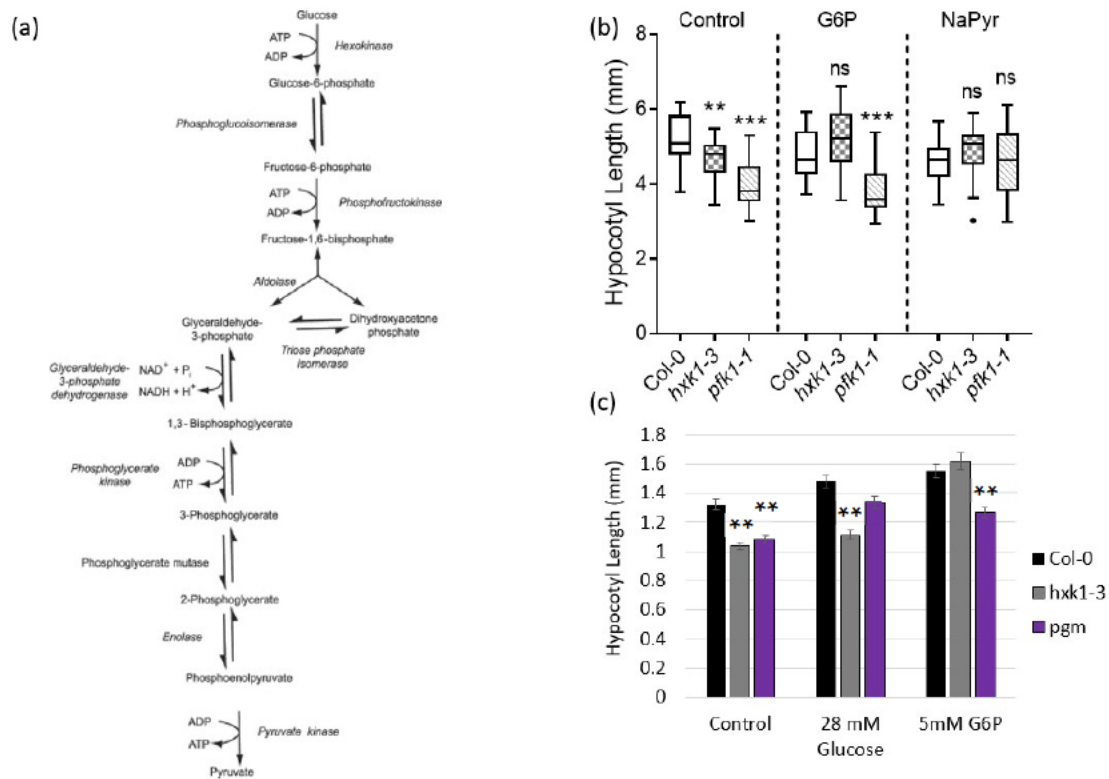 (a)
Glucose
ATP
ADP
Hexokinase
Glucose-6-phosphate
Phosphoglucoisomerase
Fructose-6-phosphate
ATP
ADP
Phosphofructokinase
Fructose-1,6-bisphosphate
Aldolase
Glyceraldehyde-
3-phosphate
Dihydroxyacetone
phosphate
Triose phosphate
isomerase
Glyceraldehyde-
3-phosphate
dehydrogenase
NAD+ + Pi
NADH + H+
1,3- Bisphosphoglycerate
Phosphoglycerate
kinase
ADP
ATP
3-Phosphoglycerate
Phosphoglycerate mutase
2-Phosphoglycerate
Enolase
Phosphoenolpyruvate
ADP
ATP
Pyruvate kinase
Pyruvate
(b)
Control
G6P
NaPyr
Hypocotyl Length (mm)
8
6
4
2
0
** ***
ns ***
ns ns
Col-0
hxk1-3
pfk1-1
Col-0
hxk1-3
pfk1-1
Col-0
hxk1-3
pfk1-1
(c)
Hypocotyl Length (mm)
1.8
1.6
1.4
1.2
1
0.8
0.6
0.4
0.2
0
** **
**
**
Control
28 mM
Glucose
5mM G6P
Col-0
hxk1-3
pgm